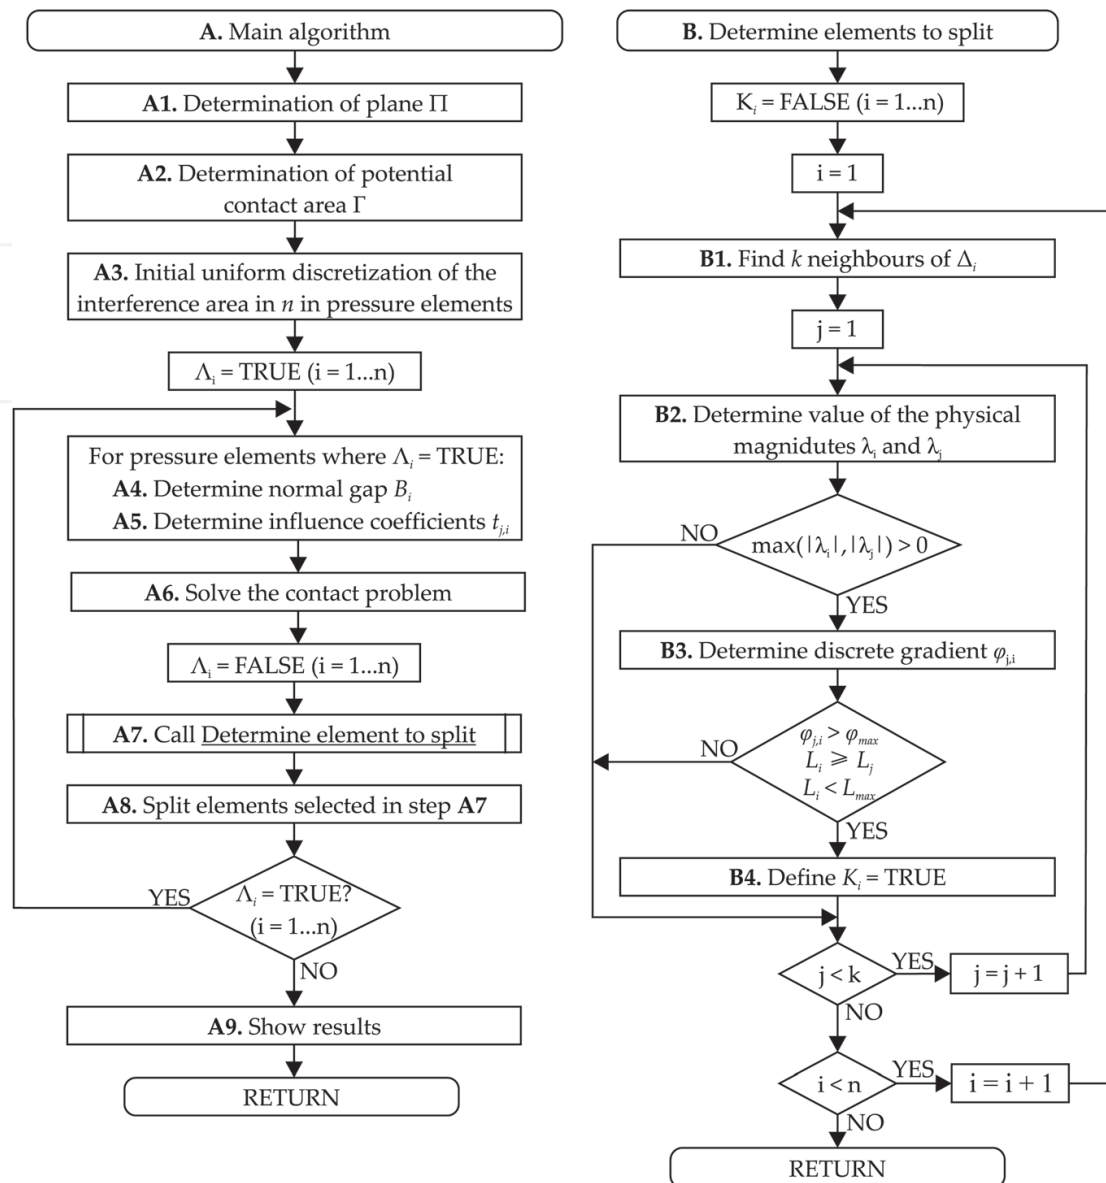 A. Main algorithm
A1. Determination of plane Π
A2. Determination of potential
contact area Γ
A3. Initial uniform discretization of the
interference area in n in pressure elements
Λi = TRUE (i = 1...n)
For pressure elements where Λi = TRUE:
A4. Determine normal gap Bi
A5. Determine influence coefficients tj,i
A6. Solve the contact problem
Λi = FALSE (i = 1...n)
A7. Call Determine element to split
A8. Split elements selected in step A7
YES
Λi = TRUE?
(i = 1...n)
NO
A9. Show results
RETURN
B. Determine elements to split
Ki = FALSE (i = 1...n)
i = 1
B1. Find k neighbours of Δi
j = 1
B2. Determine value of the physical
magnidutes λi and λj
NO
max(|λi|,|λj|) > 0
YES
B3. Determine discrete gradient φj,i
NO
φj,i > φmax
Li ⩾ Lj
Li < Lmax
YES
B4. Define Ki = TRUE
j < k
YES
j = j + 1
NO
i < n
YES
i = i + 1
NO
RETURN